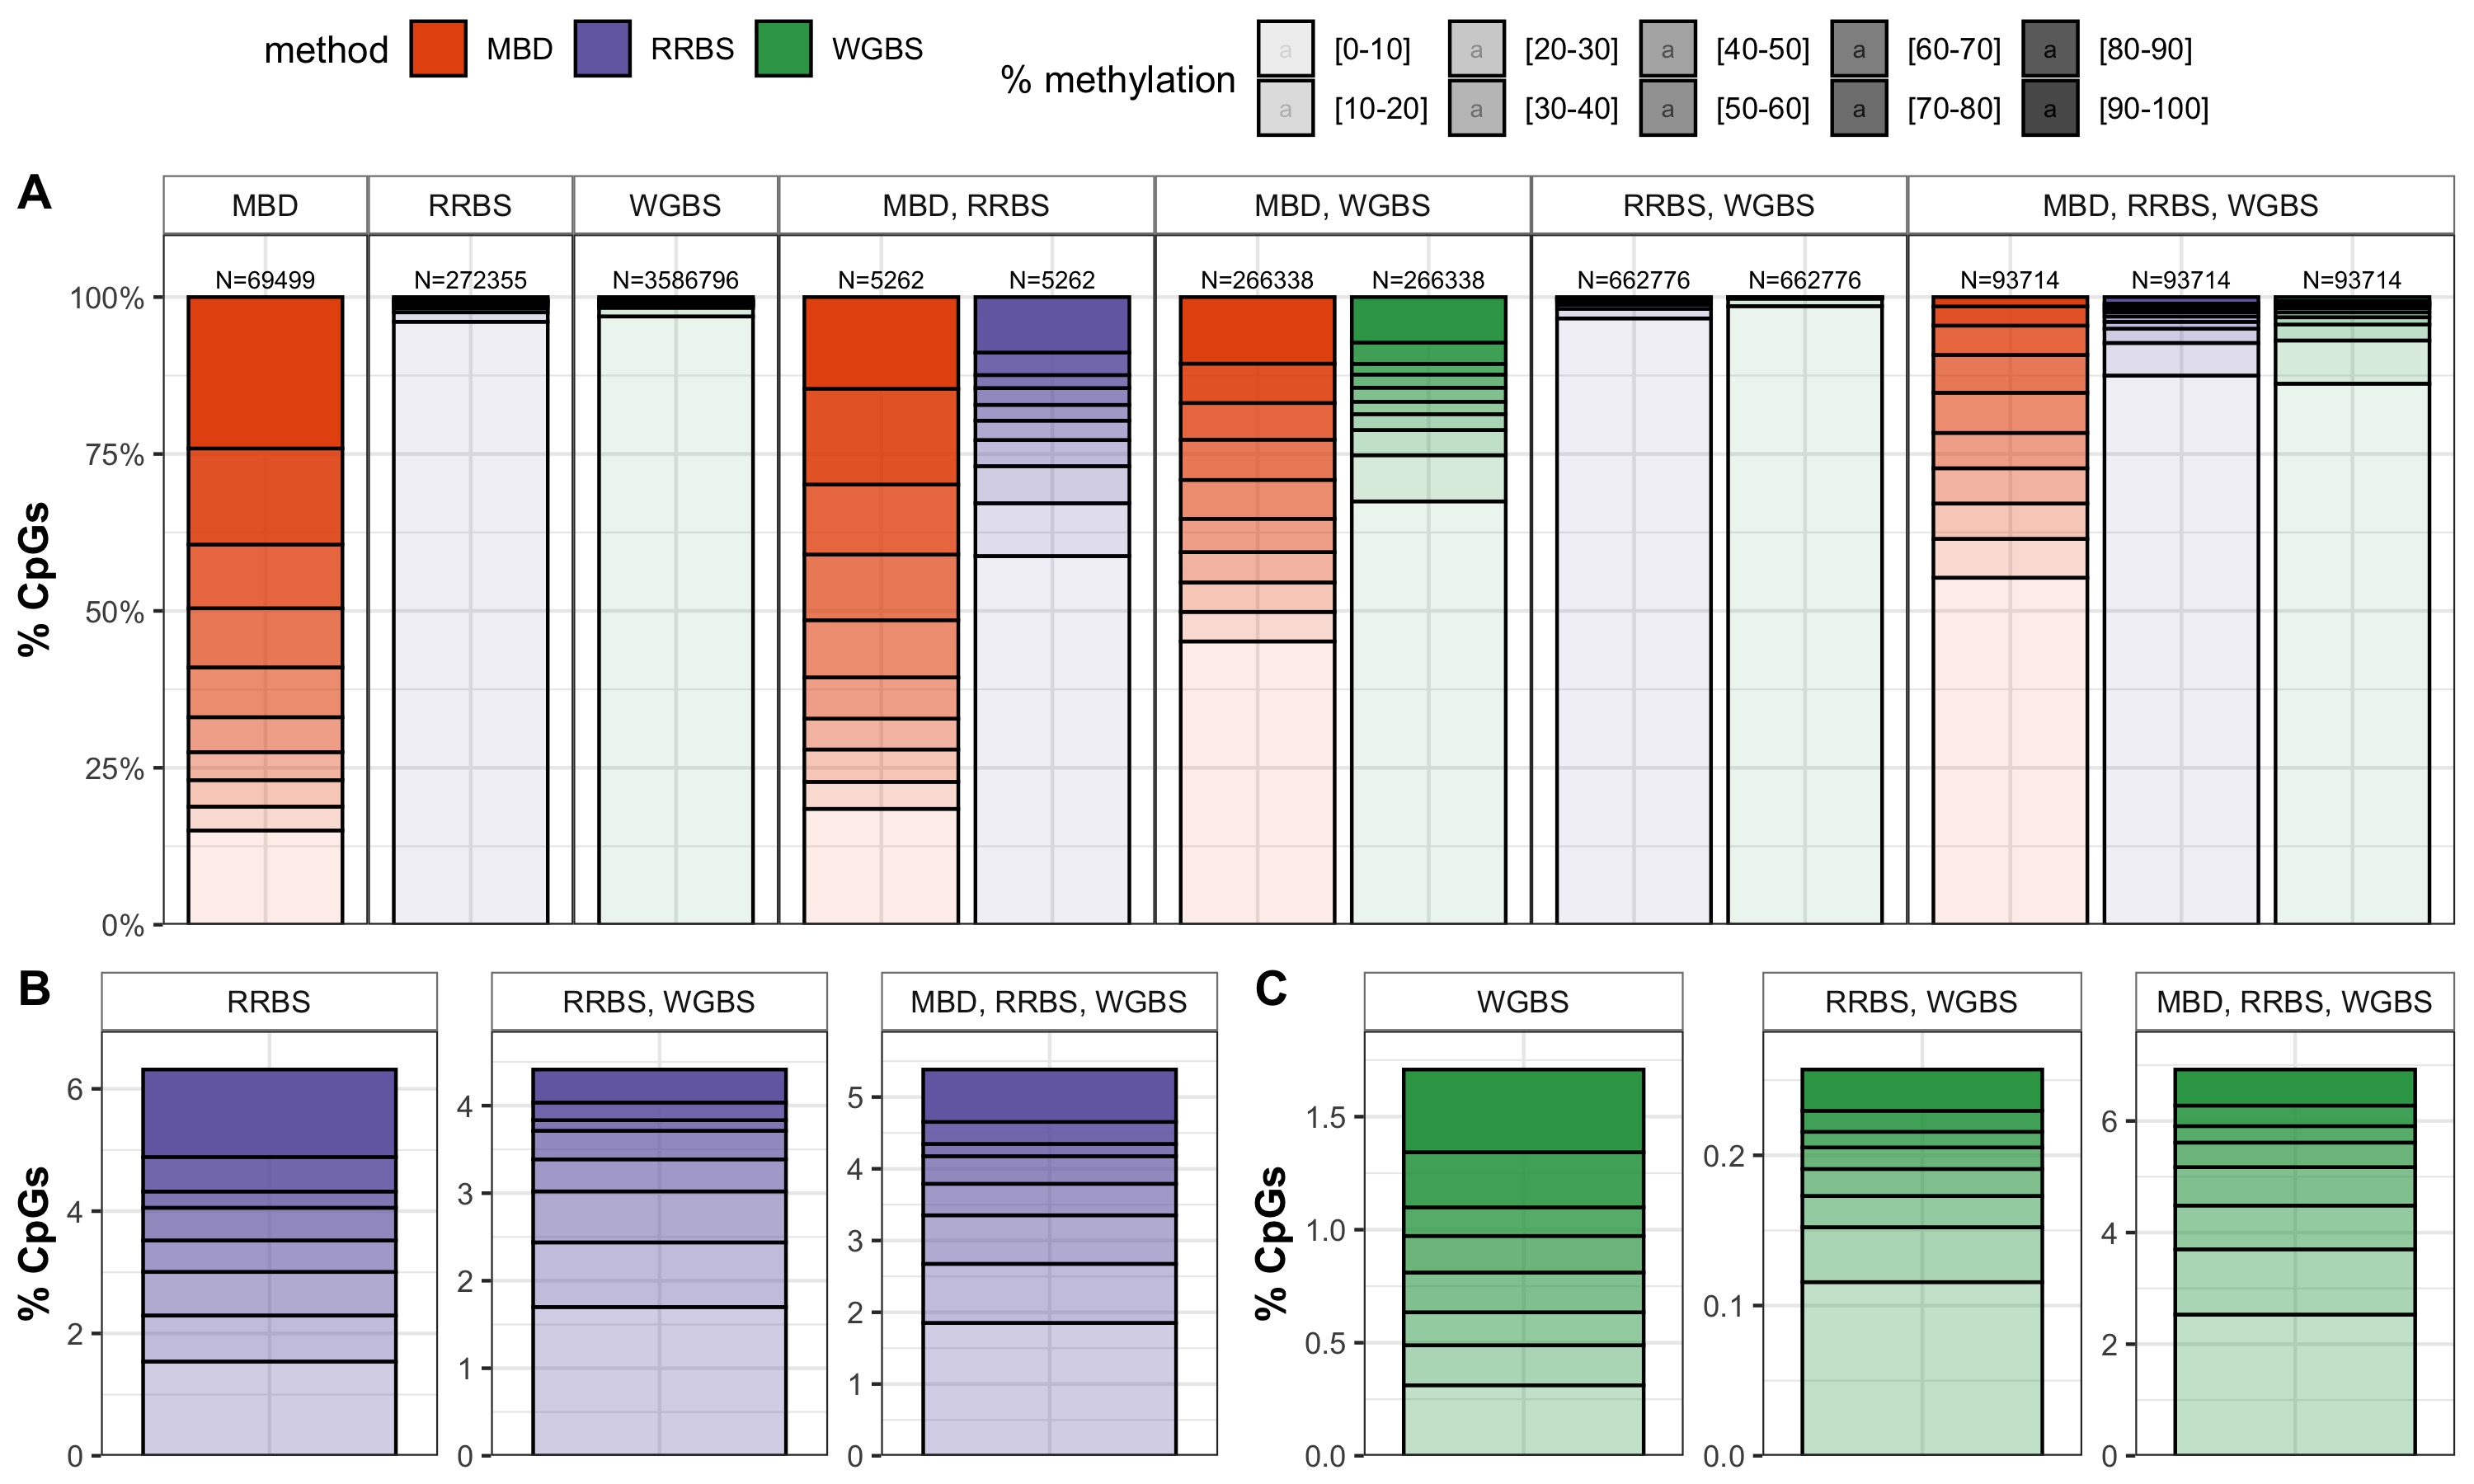 method MBD RRBS WGBS
% methylation
a [0-10] a [20-30] a [40-50] a [60-70] a [80-90]
a [10-20] a [30-40] a [50-60] a [70-80] a [90-100]
A
MBD RRBS WGBS MBD, RRBS MBD, WGBS RRBS, WGBS MBD, RRBS, WGBS
N=69499 N=272355 N=3586796 N=5262 N=5262 N=266338 N=266338 N=662776 N=662776 N=93714 N=93714 N=93714
% CpGs
100%
75%
50%
25%
0%
B
RRBS RRBS, WGBS MBD, RRBS, WGBS
% CpGs
6
4
2
0
4
3
2
1
0
5
4
3
2
1
0
C
WGBS RRBS, WGBS MBD, RRBS, WGBS
% CpGs
1.5
1.0
0.5
0.0
0.2
0.1
0.0
6
4
2
0